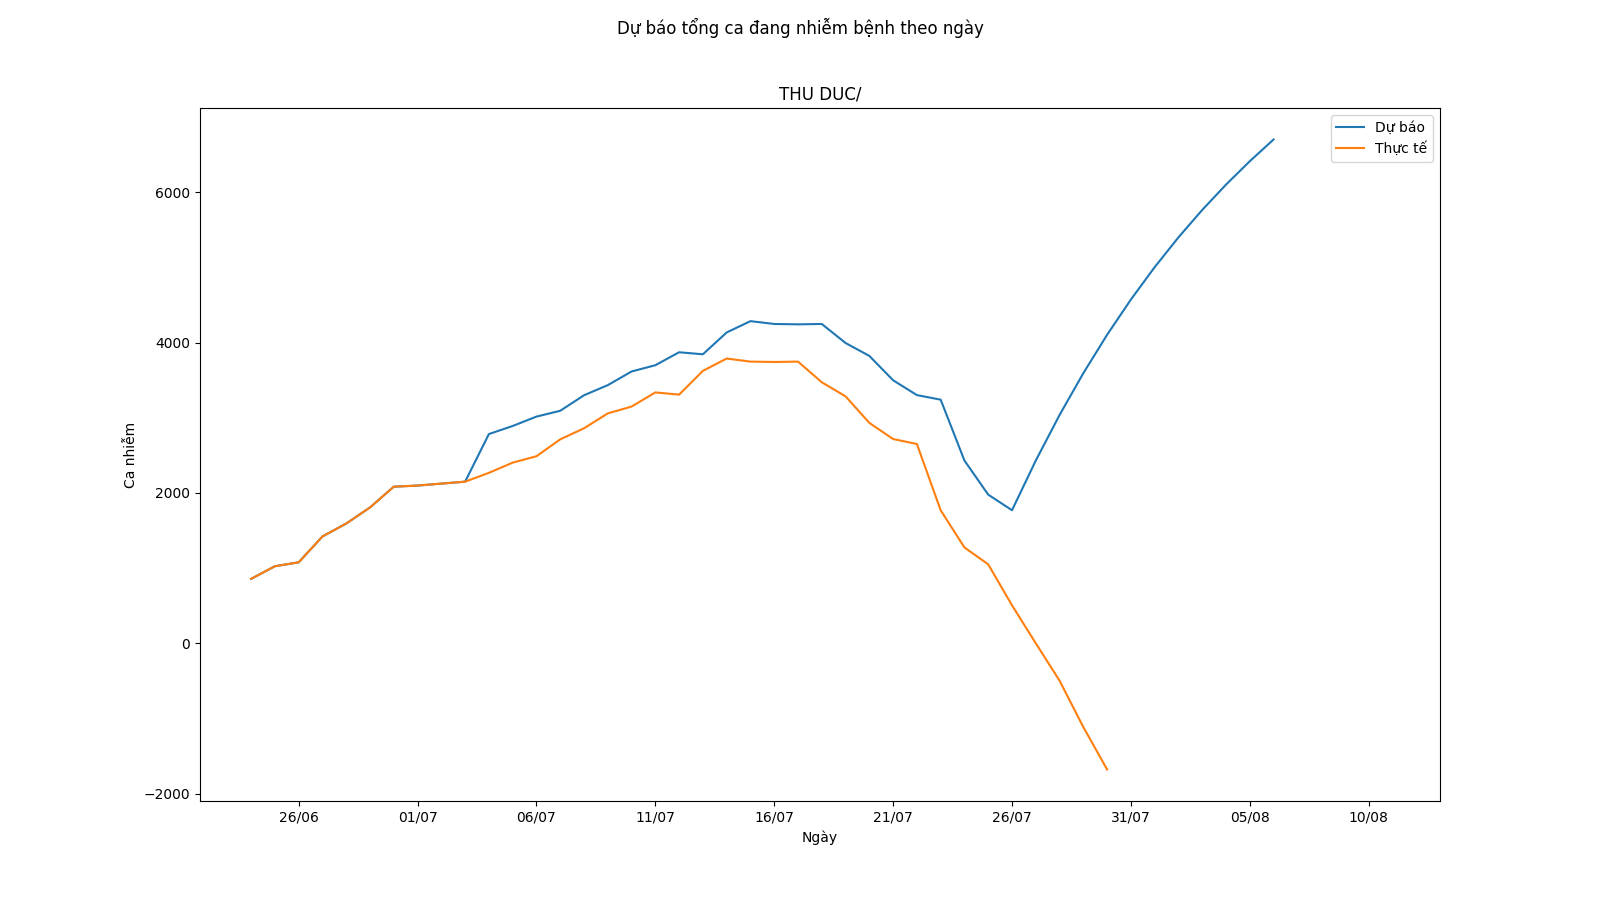 Dự báo tổng ca đang nhiễm bệnh theo ngày
THU DUC/
Dự báo
Thực tế
Ca nhiễm
6000
4000
2000
0
−2000
26/06 01/07 06/07 11/07 16/07 21/07 26/07 31/07 05/08 10/08
Ngày